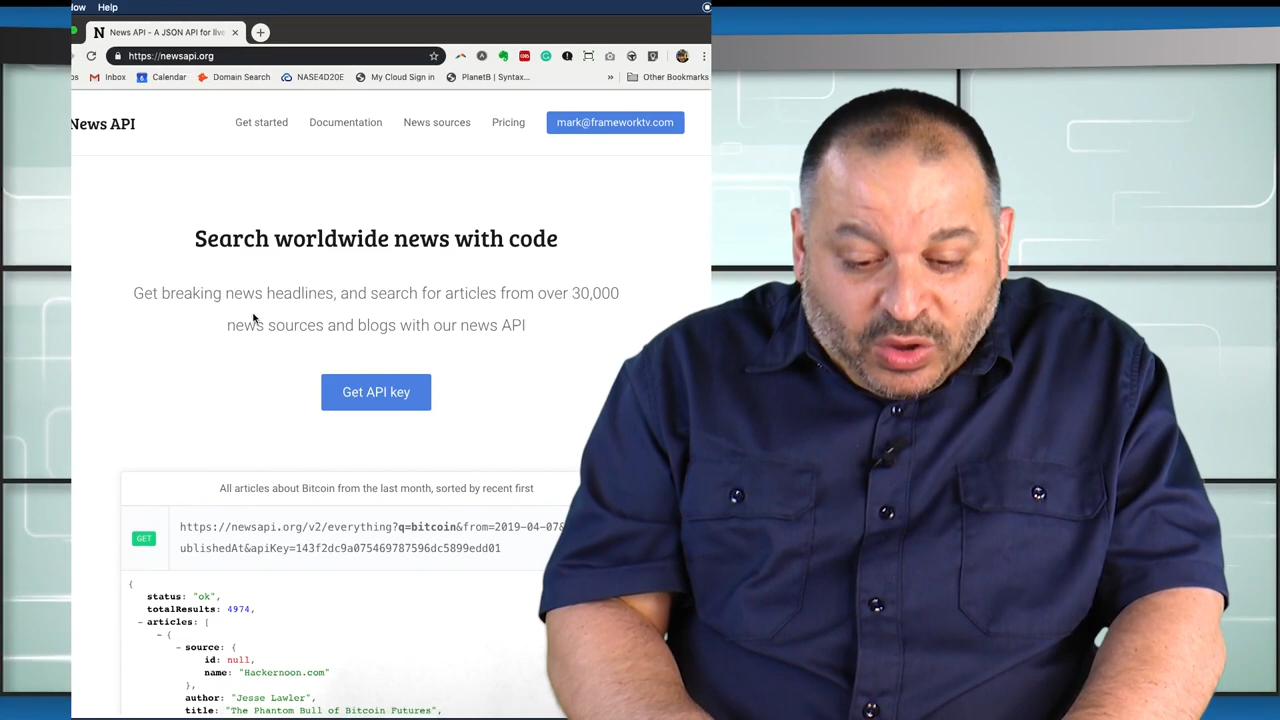 dow Help
N News API - A JSON API for live × +
https://newsapi.org
ps Inbox Calendar Domain Search NASE4D20E My Cloud Sign in PlanetB | Syntax... » Other Bookmarks
News API Get started Documentation News sources Pricing mark@frameworktv.com
Search worldwide news with code
Get breaking news headlines, and search for articles from over 30,000
news sources and blogs with our news API
Get API key
All articles about Bitcoin from the last month, sorted by recent first
GET https://newsapi.org/v2/everything?q=bitcoin&from=2019-04-07&
ublishedAt&apiKey=143f2dc9a075469787596dc5899edd01
{
status: "ok",
totalResults: 4974,
- articles: [
- {
- source: {
id: null,
name: "Hackernoon.com"
},
author: "Jesse Lawler",
title: "The Phantom Bull of Bitcoin Futures",